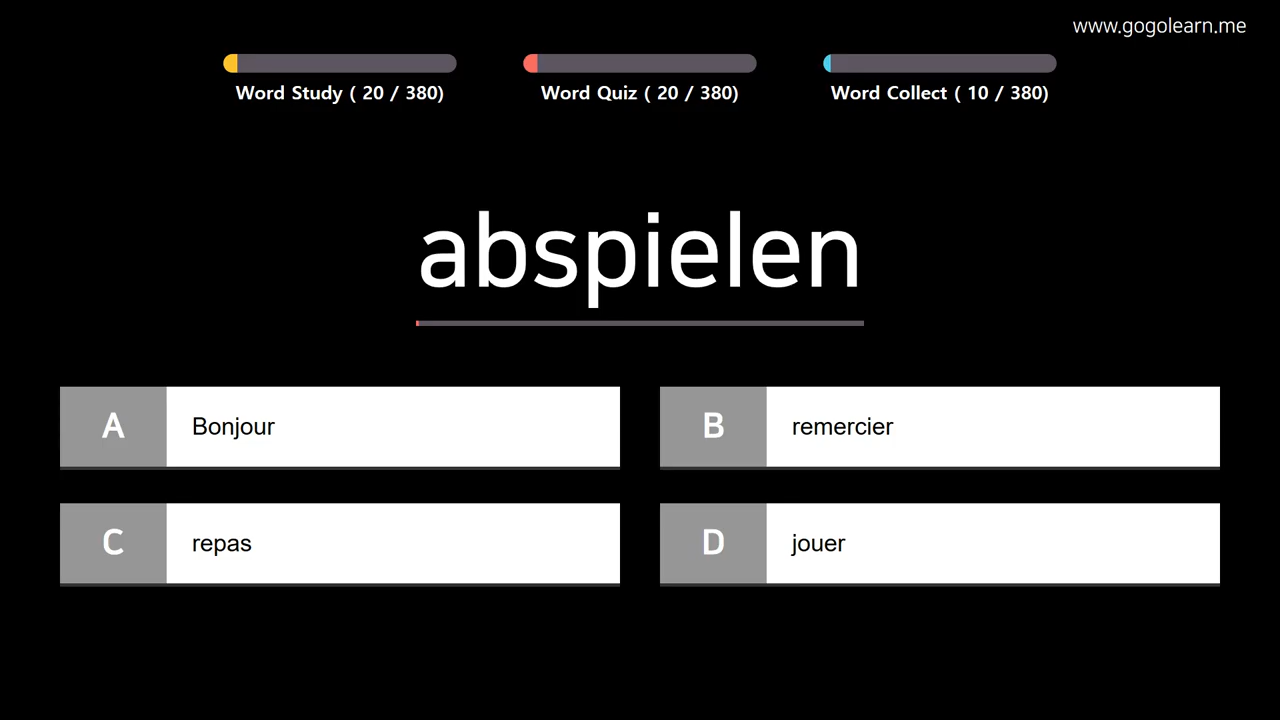 www.gogolearn.me
Word Study ( 20 / 380)
Word Quiz ( 20 / 380)
Word Collect ( 10 / 380)
abspielen
A Bonjour
B remercier
C repas
D jouer